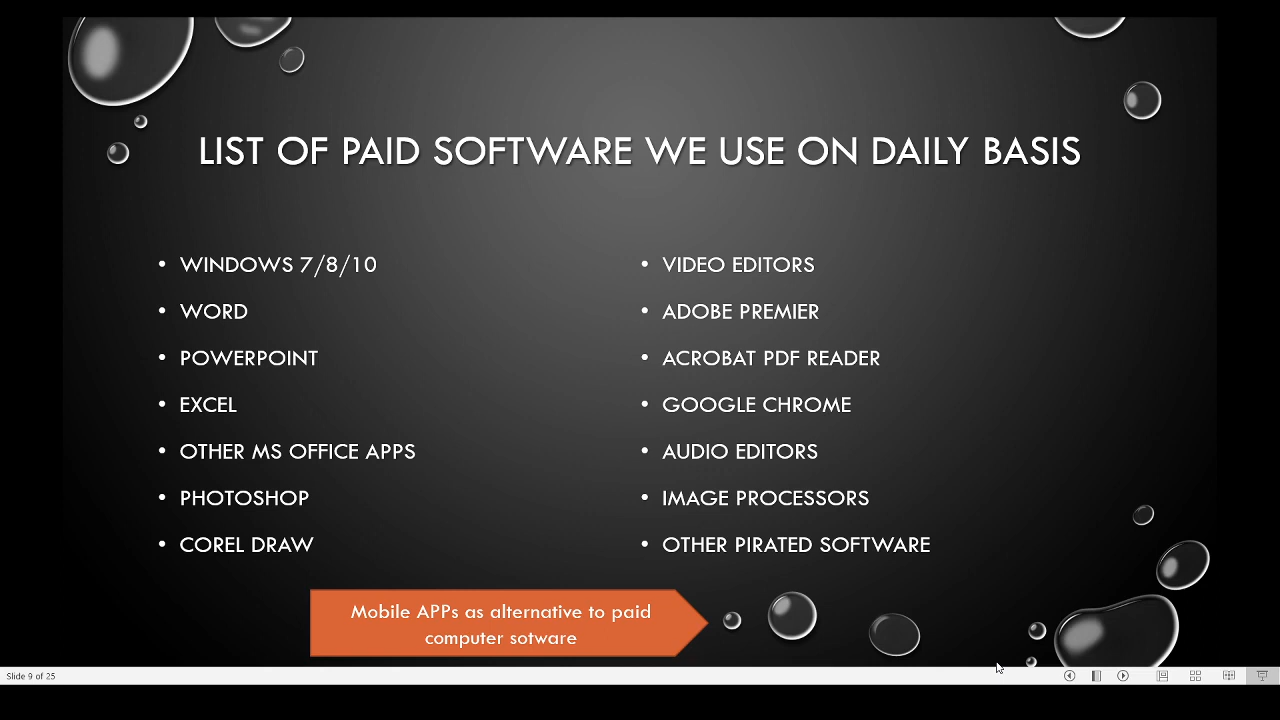 LIST OF PAID SOFTWARE WE USE ON DAILY BASIS
• WINDOWS 7/8/10
• WORD
• POWERPOINT
• EXCEL
• OTHER MS OFFICE APPS
• PHOTOSHOP
• COREL DRAW
• VIDEO EDITORS
• ADOBE PREMIER
• ACROBAT PDF READER
• GOOGLE CHROME
• AUDIO EDITORS
• IMAGE PROCESSORS
• OTHER PIRATED SOFTWARE
Mobile APPs as alternative to paid
computer sotware
Slide 9 of 25